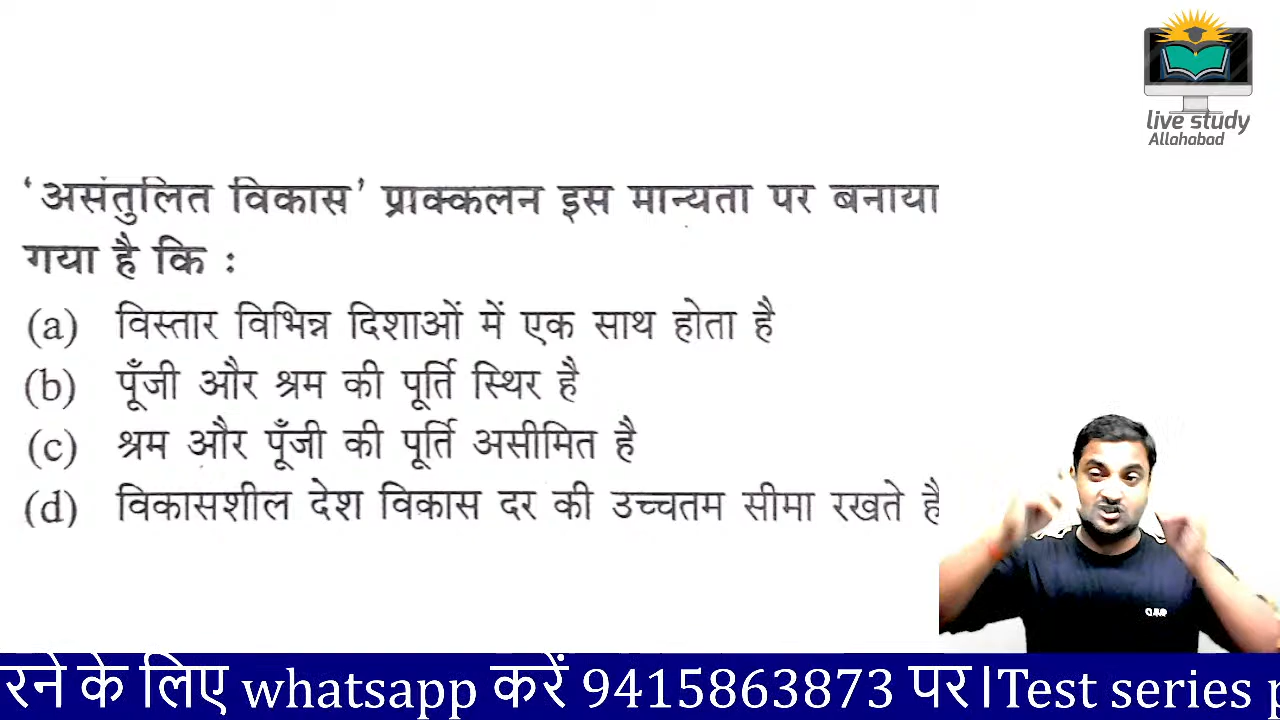 live study
Allahabad
‘असंतुलित विकास’ प्राक्कलन इस मान्यता पर बनाया
गया है कि :
(a) विस्तार विभिन्न दिशाओं में एक साथ होता है
(b) पूँजी और श्रम की पूर्ति स्थिर है
(c) श्रम और पूँजी की पूर्ति असीमित है
(d) विकासशील देश विकास दर की उच्चतम सीमा रखते है
रने के लिए whatsapp करें 9415863873 पर।Test series p